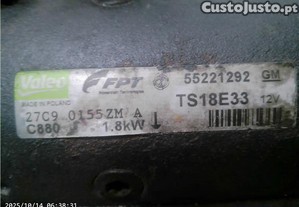 CustoJusto.pt
Valeo
FPT
55221292 GM
MADE IN POLAND
TS18E33 12V
27C9 0155ZM A
C880 1.8kW
2025/10/14 06:38:31